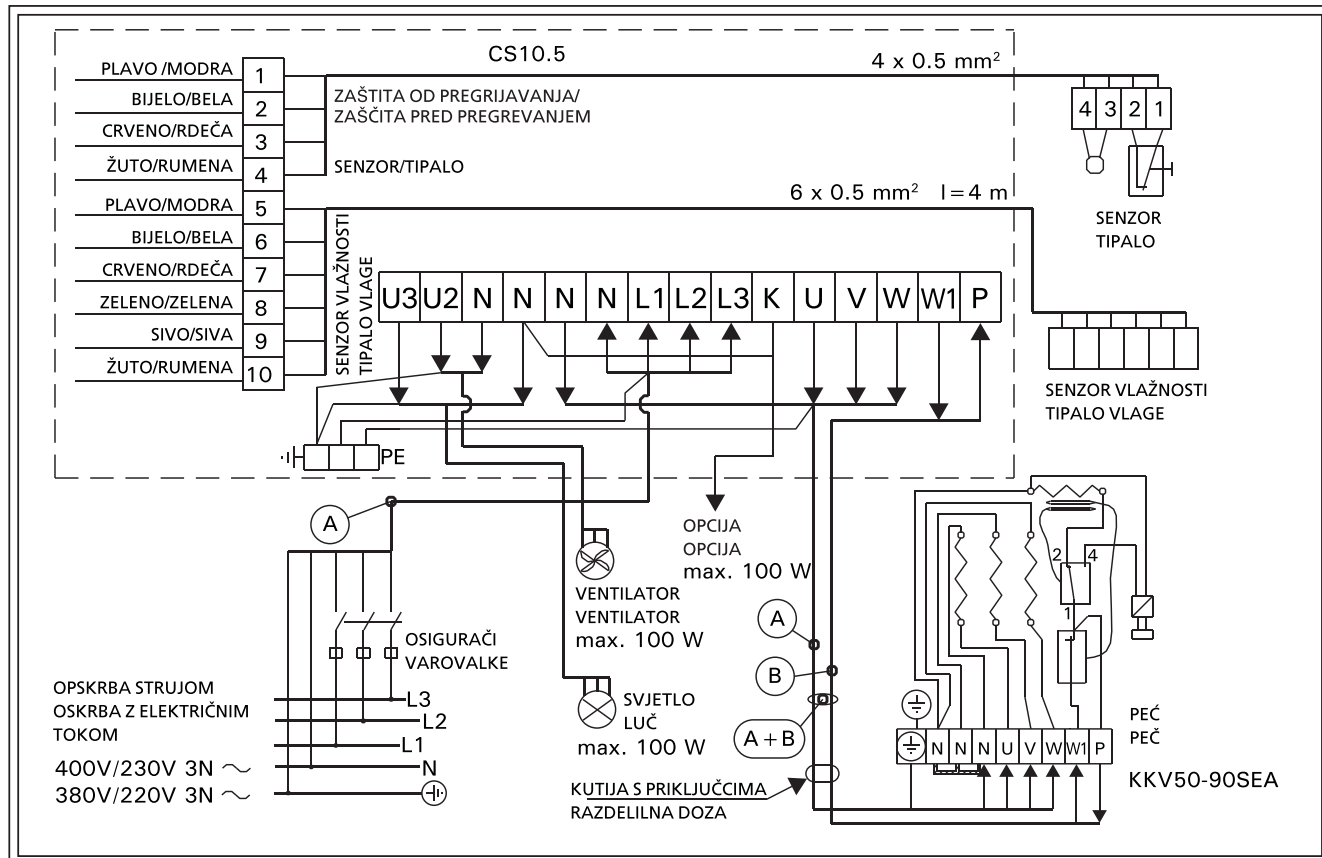 CS10.5
4 x 0.5 mm²
PLAVO /MODRA 1
BIJELO/BELA 2
CRVENO/RDEČA 3
ŽUTO/RUMENA 4
PLAVO/MODRA 5
BIJELO/BELA 6
CRVENO/RDEČA 7
ZELENO/ZELENA 8
SIVO/SIVA 9
ŽUTO/RUMENA 10
ZAŠTITA OD PREGRIJAVANJA/
ZAŠČITA PRED PREGREVANJEM
SENZOR/TIPALO
4 3 2 1
SENZOR
TIPALO
6 x 0.5 mm² l=4 m
SENZOR VLAŽNOSTI
TIPALO VLAGE
U3 U2 N N N N L1 L2 L3 K U V W W1 P
SENZOR VLAŽNOSTI
TIPALO VLAGE
PE
A
OPCIJA
OPCIJA
max. 100 W
VENTILATOR
VENTILATOR
max. 100 W
A
B
A+B
OSIGURAČI
VAROVALKE
SVJETLO
LUČ
max. 100 W
OPSKRBA STRUJOM
OSKRBA Z ELEKTRIČNIM
TOKOM
L3
L2
L1
N
400V/230V 3N ~
380V/220V 3N ~
KUTIJA S PRIKLJUČCIMA
RAZDELILNA DOZA
2 4
1
N N N U V W W1 P
PEĆ
PEČ
KKV50-90SEA